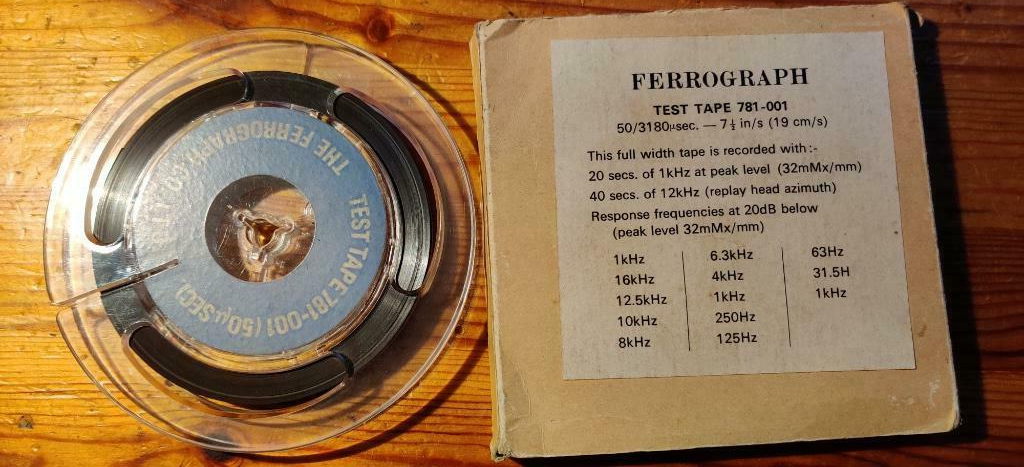 THE FERROGRAPH CO. LTD.
TEST TAPE 781-001 (50µSEC)
FERROGRAPH
TEST TAPE 781-001
50/3180µsec. — 7½ in/s (19 cm/s)
This full width tape is recorded with:-
20 secs. of 1kHz at peak level (32mMx/mm)
40 secs. of 12kHz (replay head azimuth)
Response frequencies at 20dB below
(peak level 32mMx/mm)
1kHz 6.3kHz 63Hz
16kHz 4kHz 31.5H
12.5kHz 1kHz 1kHz
10kHz 250Hz
8kHz 125Hz